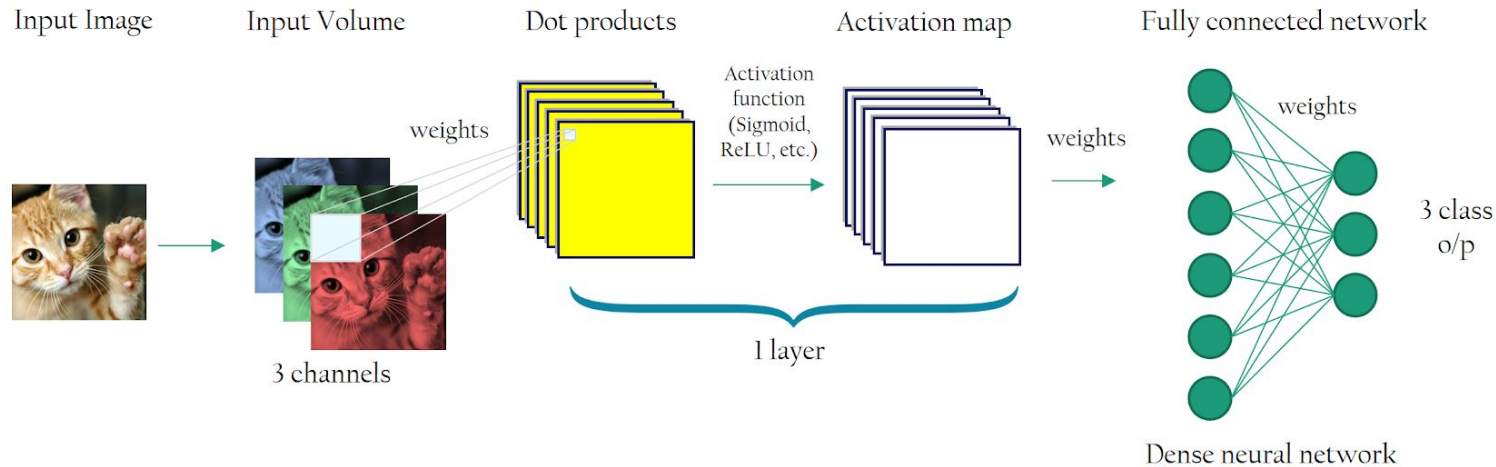 Input Image
Input Volume
Dot products
Activation map
Fully connected network
weights
Activation
function
(Sigmoid,
ReLU, etc.)
weights
weights
3 class
o/p
3 channels
1 layer
Dense neural network